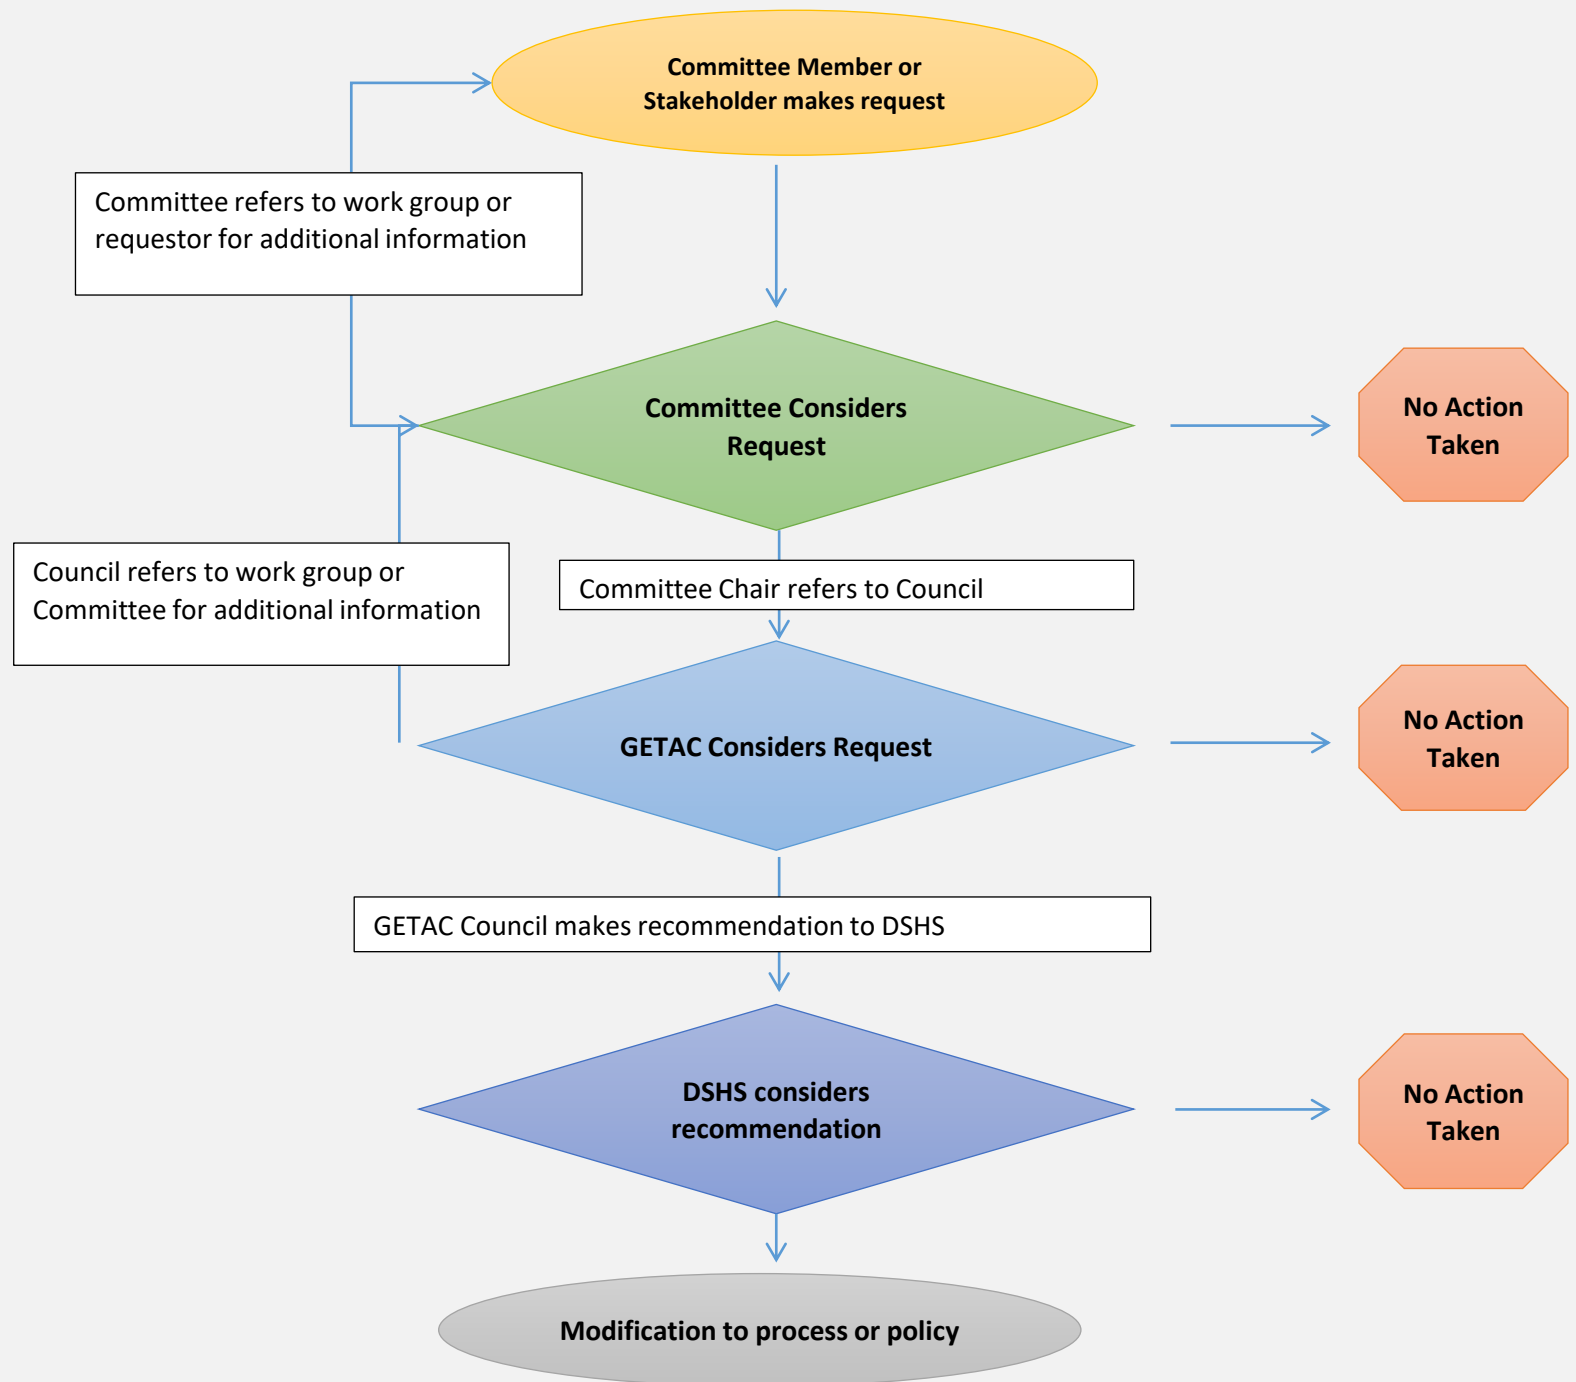 Committee Member or
Stakeholder makes request
Committee refers to work group or
requestor for additional information
Committee Considers
Request
No Action
Taken
Council refers to work group or
Committee for additional information
Committee Chair refers to Council
GETAC Considers Request
No Action
Taken
GETAC Council makes recommendation to DSHS
DSHS considers
recommendation
No Action
Taken
Modification to process or policy